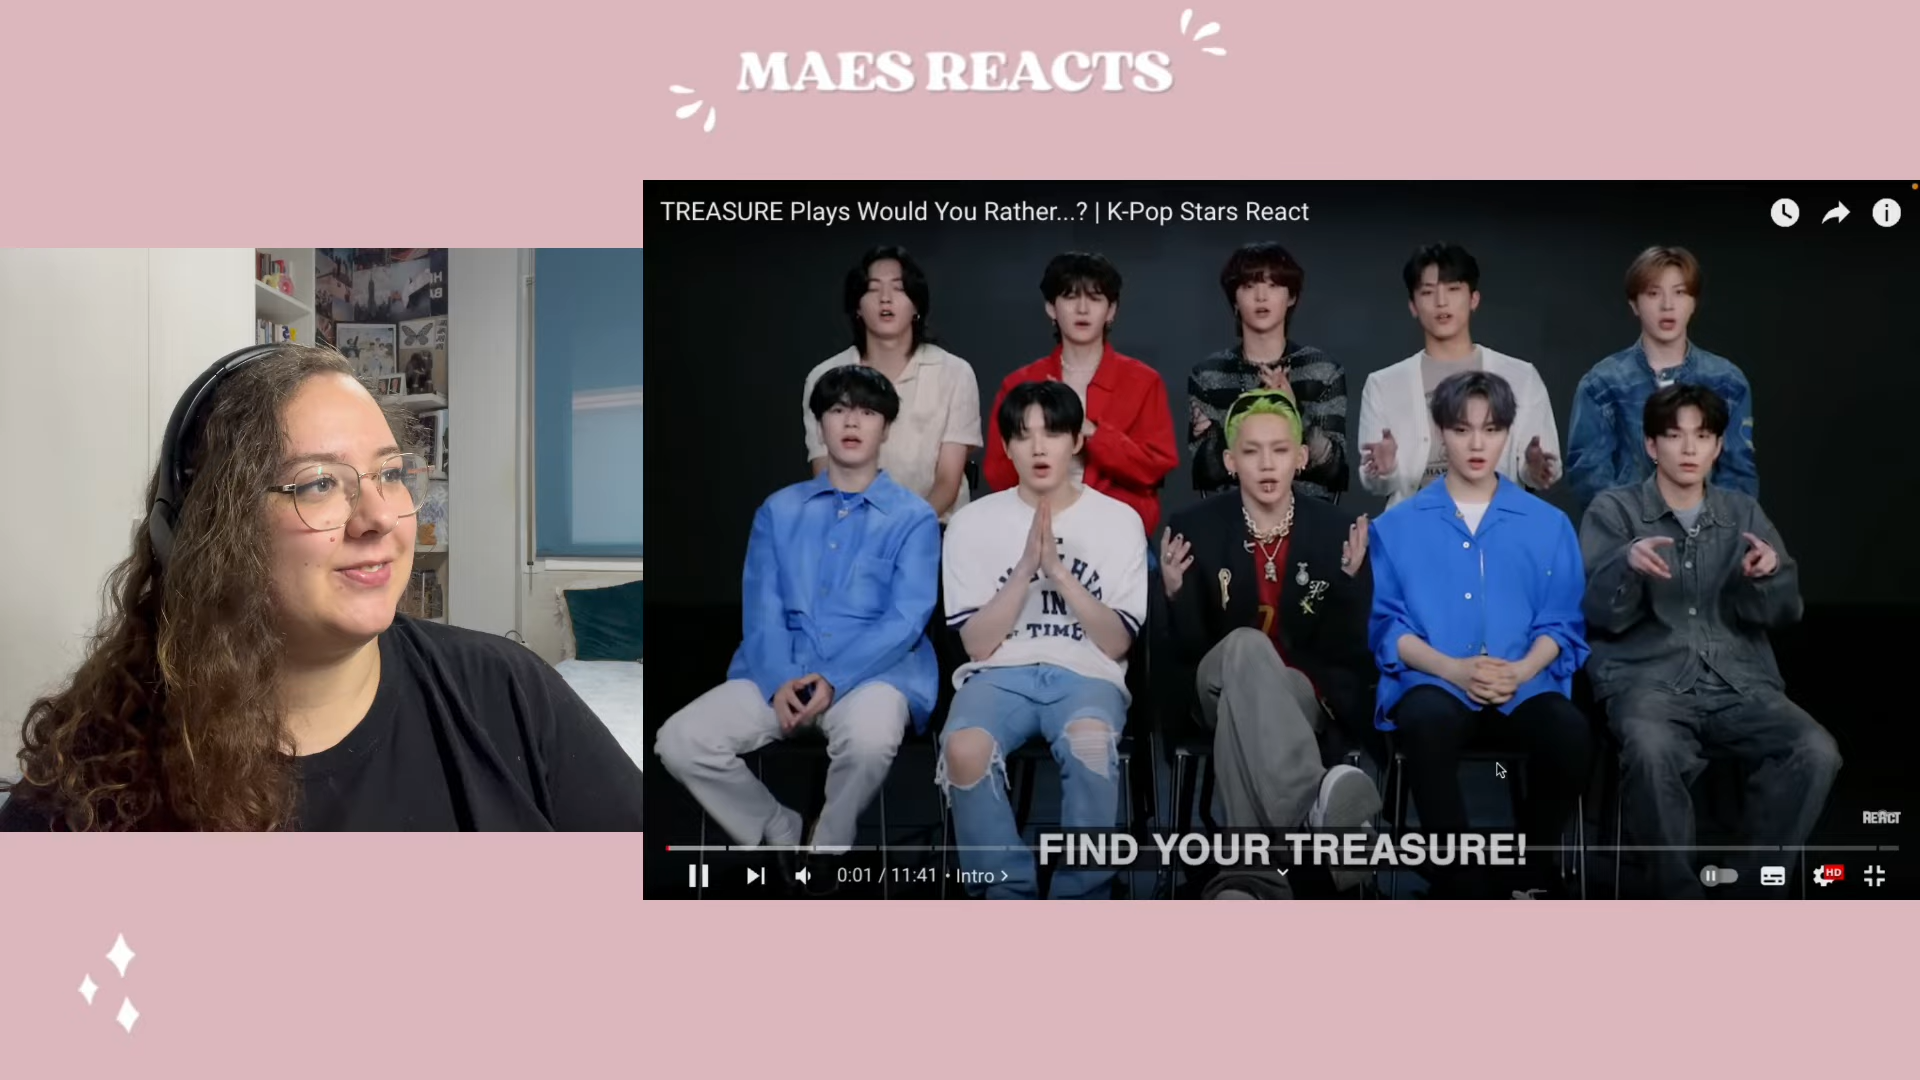 MAES REACTS
TREASURE Plays Would You Rather...? | K-Pop Stars React
IN
TIME
FIND YOUR TREASURE!
REACT
0:01 / 11:41 • Intro
HD